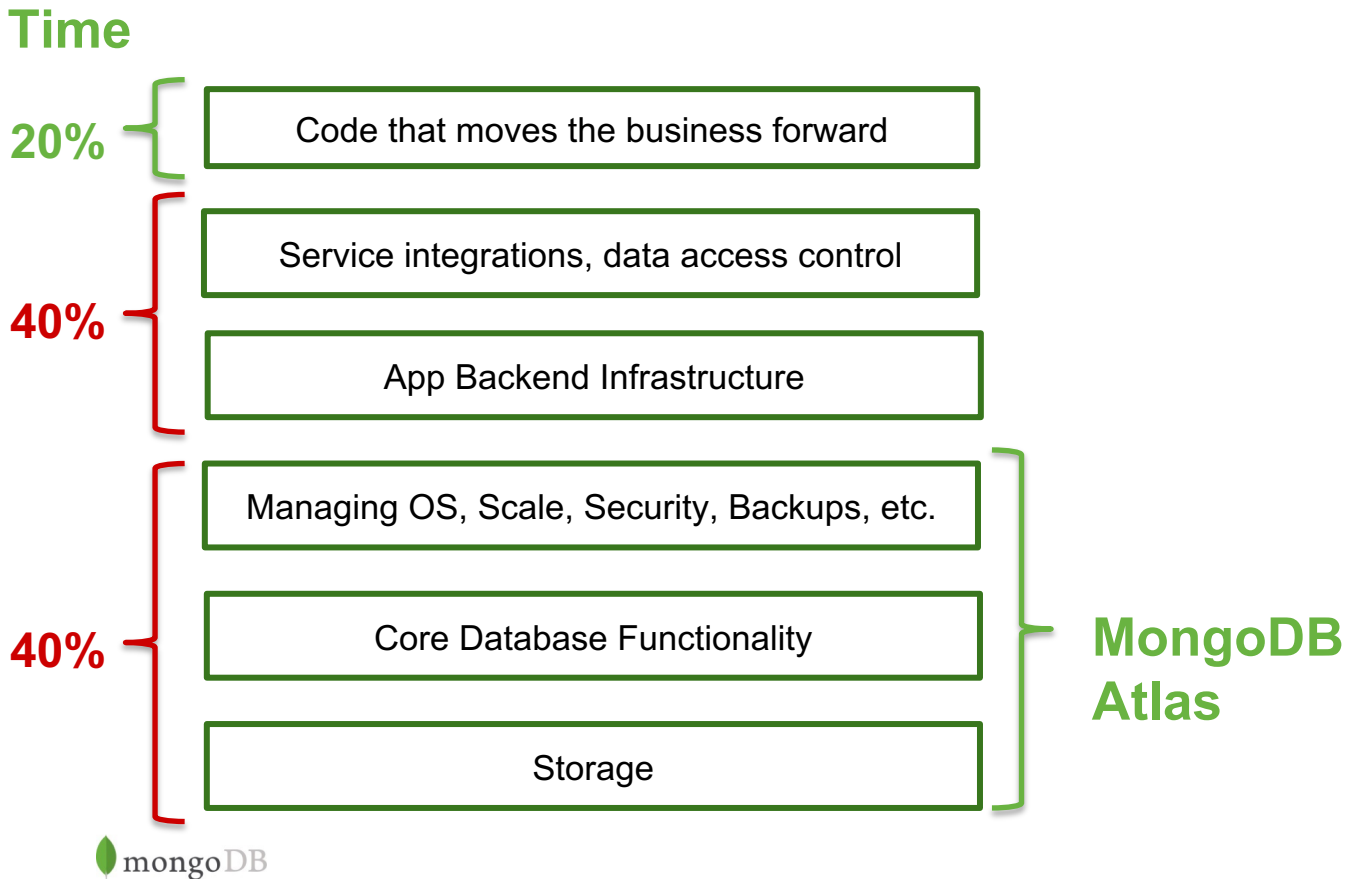 Time
20%
Code that moves the business forward
Service integrations, data access control
40%
App Backend Infrastructure
Managing OS, Scale, Security, Backups, etc.
40%
Core Database Functionality
MongoDB
Atlas
Storage
mongoDB